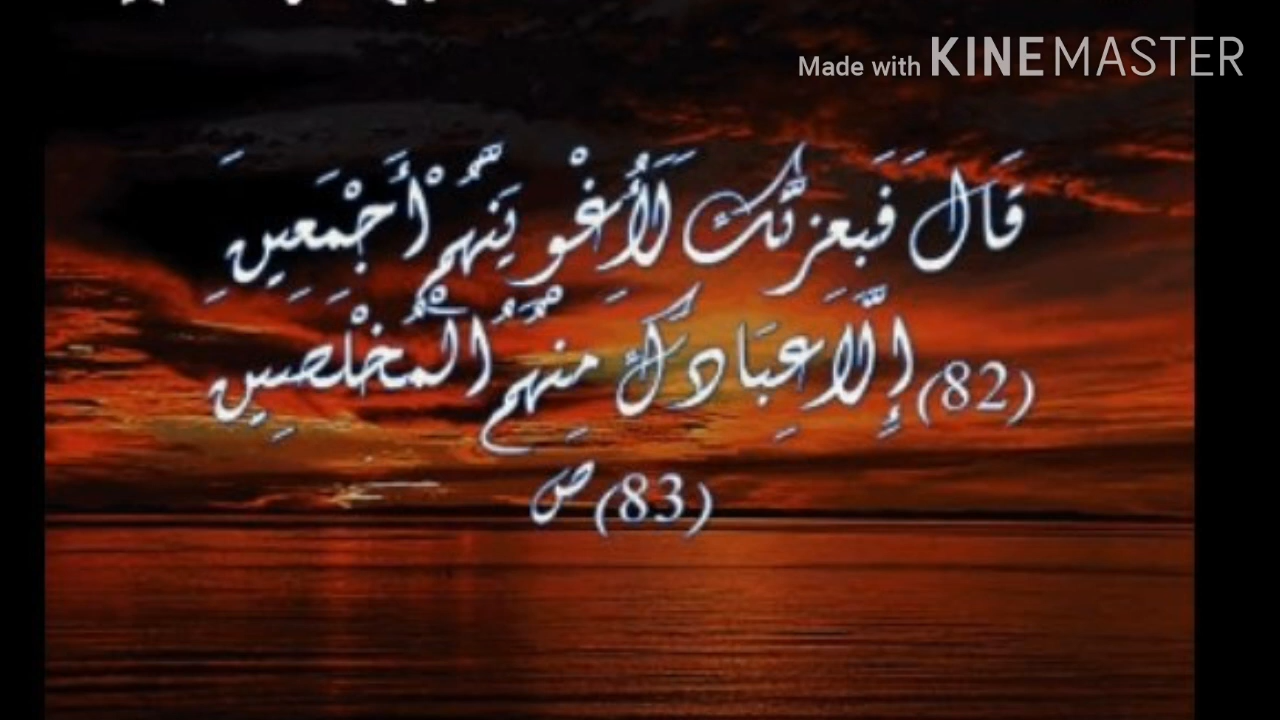 Made with KINEMASTER
قَالَ فَبِعِزَّتِكَ لَأُغْوِيَنَّهُمْ أَجْمَعِينَ
(82) إِلَّا عِبَادَكَ مِنْهُمُ الْمُخْلَصِينَ
(83) ص